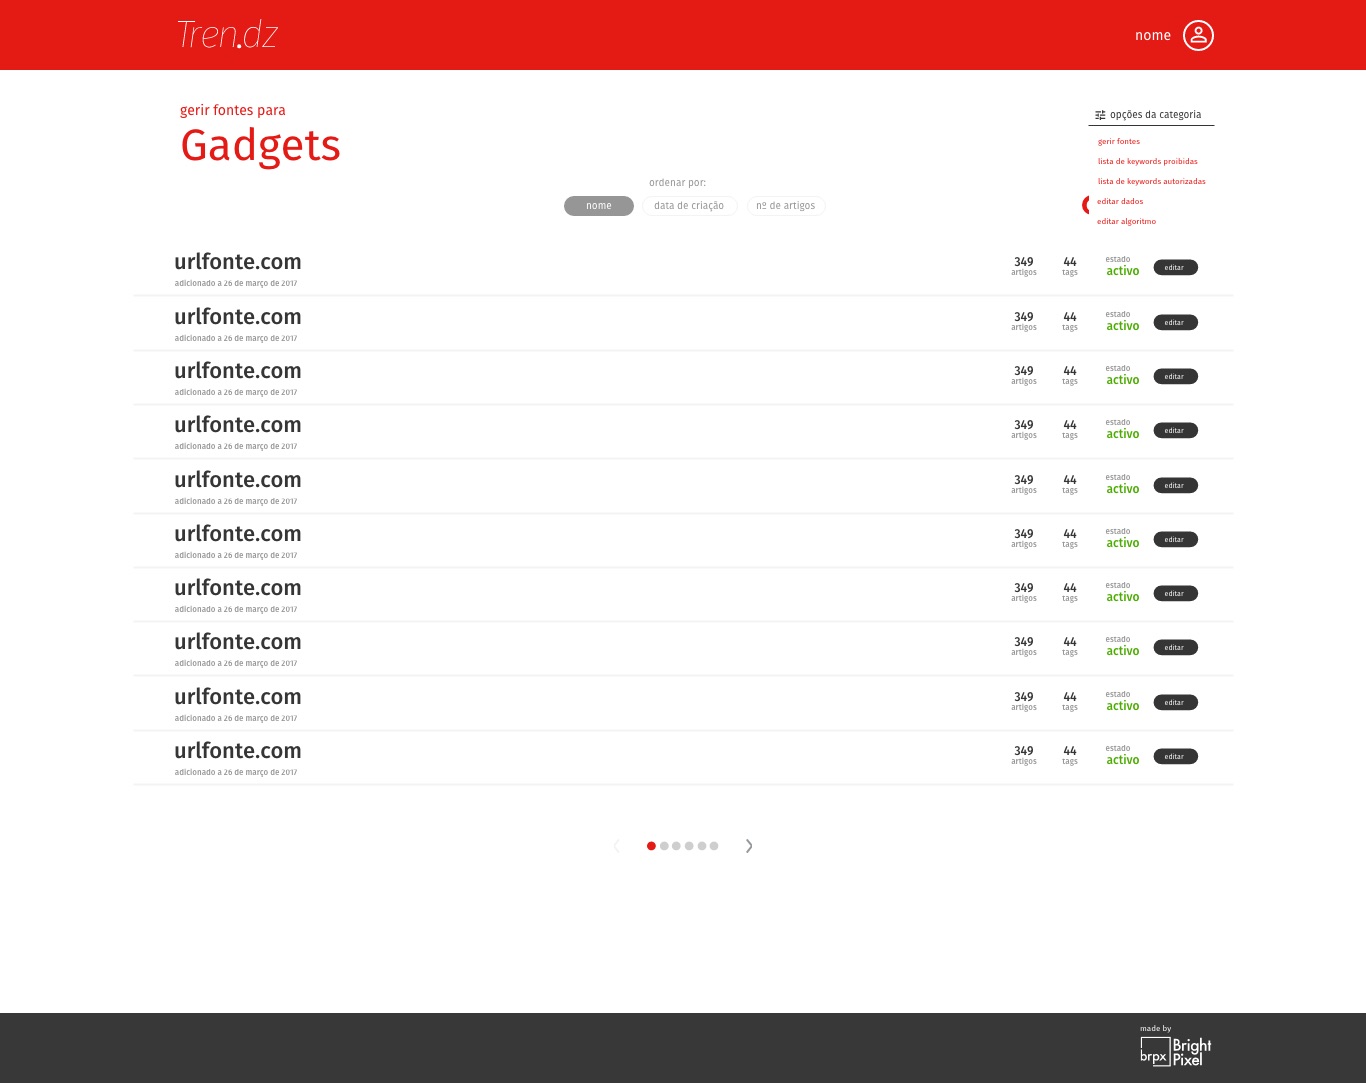 Tren.dz
nome
gerir fontes para
Gadgets
opções da categoria
gerir fontes
lista de keywords proibidas
lista de keywords autorizadas
editar dados
editar algoritmo
ordenar por:
nome
data de criação
nº de artigos
urlfonte.com
adicionado a 26 de março de 2017
349
artigos
44
tags
estado
activo
editar
urlfonte.com
adicionado a 26 de março de 2017
349
artigos
44
tags
estado
activo
editar
urlfonte.com
adicionado a 26 de março de 2017
349
artigos
44
tags
estado
activo
editar
urlfonte.com
adicionado a 26 de março de 2017
349
artigos
44
tags
estado
activo
editar
urlfonte.com
adicionado a 26 de março de 2017
349
artigos
44
tags
estado
activo
editar
urlfonte.com
adicionado a 26 de março de 2017
349
artigos
44
tags
estado
activo
editar
urlfonte.com
adicionado a 26 de março de 2017
349
artigos
44
tags
estado
activo
editar
urlfonte.com
adicionado a 26 de março de 2017
349
artigos
44
tags
estado
activo
editar
urlfonte.com
adicionado a 26 de março de 2017
349
artigos
44
tags
estado
activo
editar
urlfonte.com
adicionado a 26 de março de 2017
349
artigos
44
tags
estado
activo
editar
made by
brpx
Bright
Pixel